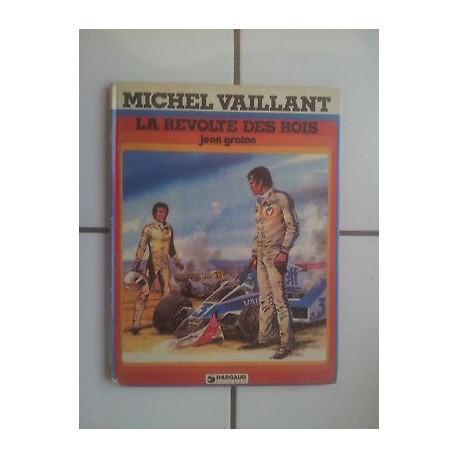 MICHEL VAILLANT
LA REVOLTE DES ROIS
jean graton
DARGAUD